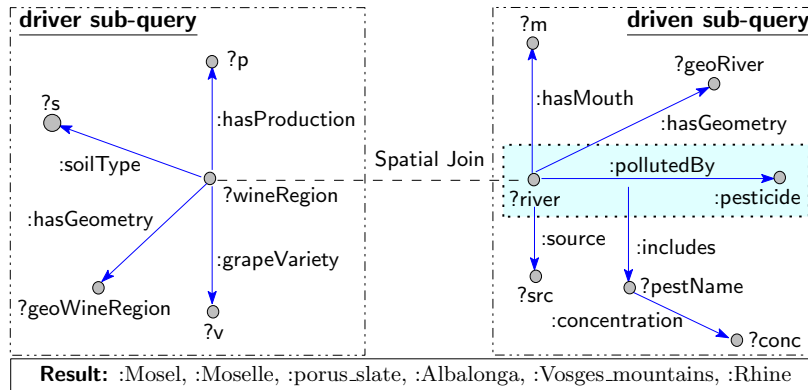 driver sub-query
driven sub-query
?m
?p
?geoRiver
?s
:hasMouth
:hasProduction
:hasGeometry
:soilType
Spatial Join
:pollutedBy
?wineRegion
?river
:pesticide
:hasGeometry
:source
:includes
:grapeVariety
?src
?pestName
?geoWineRegion
:concentration
?v
?conc
Result: :Mosel, :Moselle, :porus_slate, :Albalonga, :Vosges_mountains, :Rhine